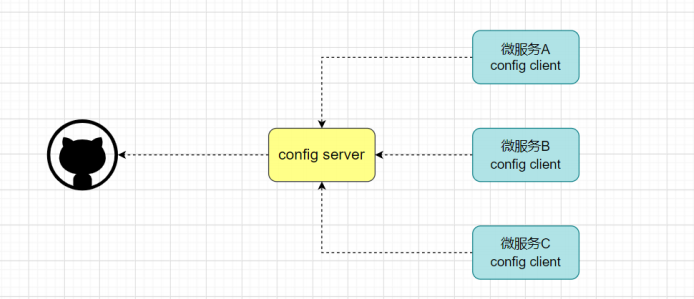 微服务A
config client
config server
微服务B
config client
微服务C
config client